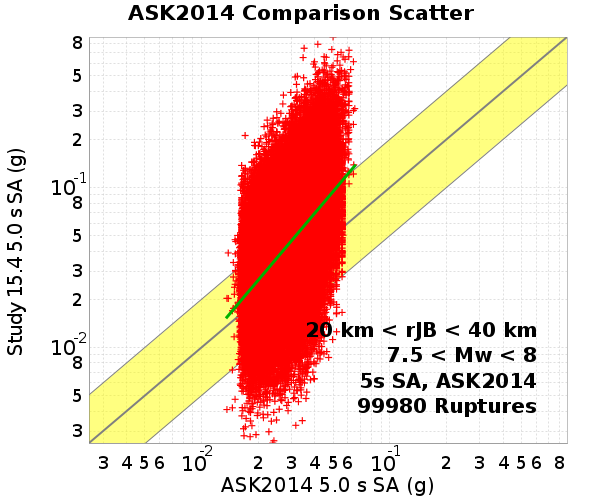 ASK2014 Comparison Scatter
Study 15.4 5.0 s SA (g)
8
5
3
2
10-1
8
5
3
2
10-2
8
5
3
20 km < rJB < 40 km
7.5 < Mw < 8
5s SA, ASK2014
99980 Ruptures
3 4 5 6 10-2 2 3 4 5 6 10-1 2 3 4 5 6 8
ASK2014 5.0 s SA (g)